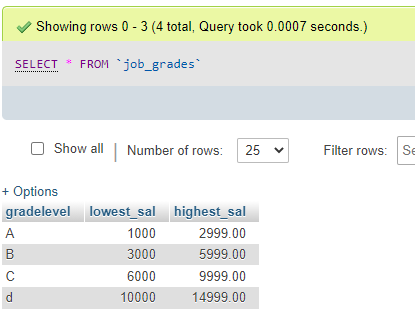 Showing rows 0 - 3 (4 total, Query took 0.0007 seconds.)
SELECT * FROM `job_grades`
Show all | Number of rows: 25 Filter rows: Se
+ Options
gradelevel lowest_sal highest_sal
A 1000 2999.00
B 3000 5999.00
C 6000 9999.00
d 10000 14999.00